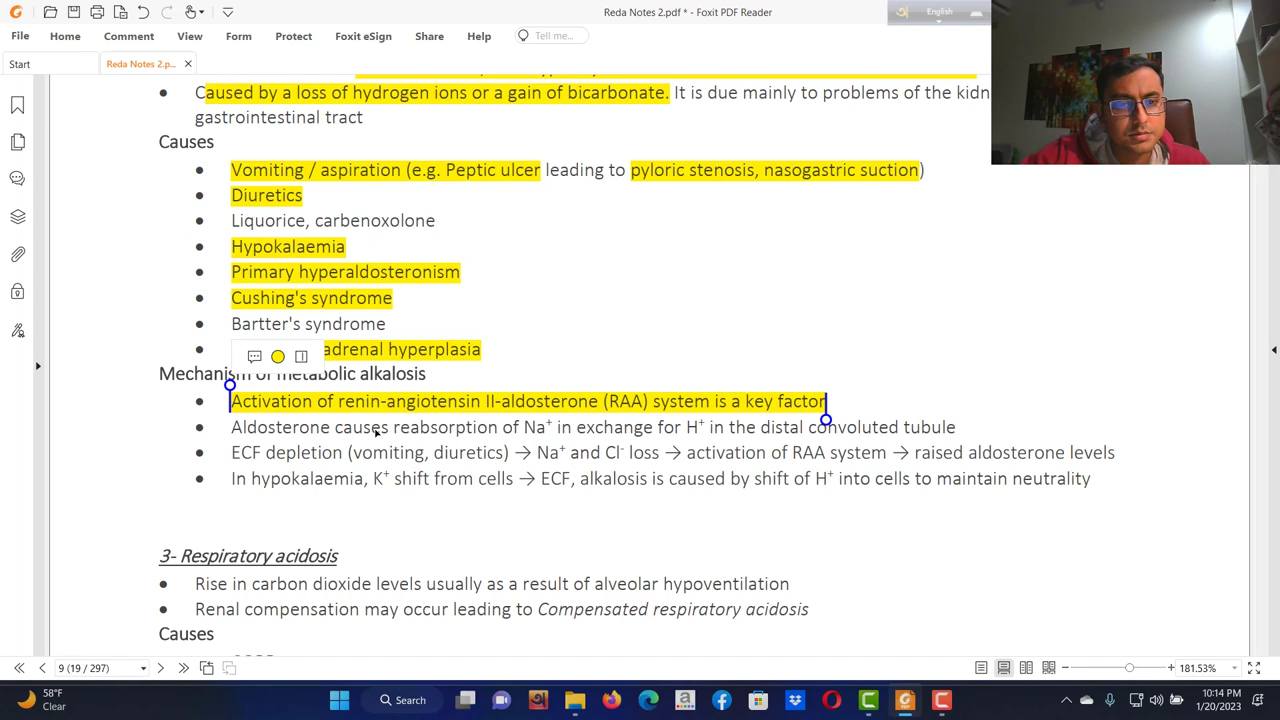 Reda Notes 2.pdf * - Foxit PDF Reader
English
File Home Comment View Form Protect Foxit eSign Share Help Tell me...
Start Reda Notes 2.p...
Caused by a loss of hydrogen ions or a gain of bicarbonate. It is due mainly to problems of the kidn
gastrointestinal tract
Causes
• Vomiting / aspiration (e.g. Peptic ulcer leading to pyloric stenosis, nasogastric suction)
• Diuretics
• Liquorice, carbenoxolone
• Hypokalaemia
• Primary hyperaldosteronism
• Cushing's syndrome
• Bartter's syndrome
• adrenal hyperplasia
Mechanism of metabolic alkalosis
• Activation of renin-angiotensin II-aldosterone (RAA) system is a key factor
• Aldosterone causes reabsorption of Na⁺ in exchange for H⁺ in the distal convoluted tubule
• ECF depletion (vomiting, diuretics) → Na⁺ and Cl⁻ loss → activation of RAA system → raised aldosterone levels
• In hypokalaemia, K⁺ shift from cells → ECF, alkalosis is caused by shift of H⁺ into cells to maintain neutrality
3- Respiratory acidosis
• Rise in carbon dioxide levels usually as a result of alveolar hypoventilation
• Renal compensation may occur leading to Compensated respiratory acidosis
Causes
9 (19 / 297) 181.53%
58°F
Clear
Search
10:14 PM
1/20/2023